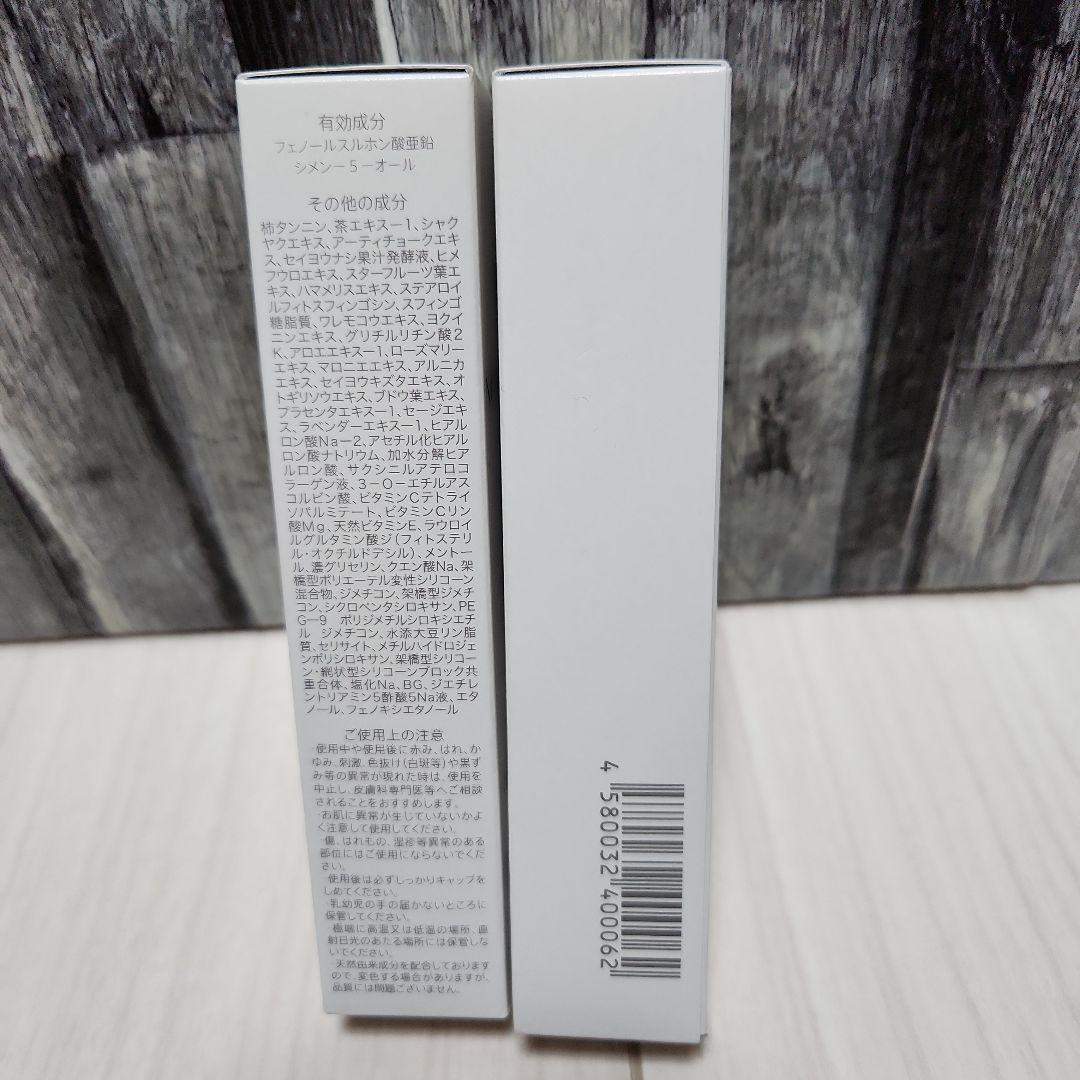 有効成分
フェノールスルホン酸亜鉛
シメンー5ーオール
その他の成分
柿タンニン、茶エキスー1、シャク
ヤクエキス、アーティチョークエキ
ス、セイヨウナシ果汁発酵液、ヒメ
フウロエキス、スターフルーツ葉エ
キス、ハマメリスエキス、ステアロイ
ルフィトスフィンゴシン、スフィンゴ
糖脂質、ワレモコウエキス、ヨクイ
ニンエキス、グリチルリチン酸2
K、アロエエキスー1、ローズマリー
エキス、マロニエエキス、アルニカ
エキス、セイヨウキズタエキス、オ
トギリソウエキス、ブドウ葉エキス、
プラセンタエキスー1、セージエキ
ス、ラベンダーエキスー1、ヒアル
ロン酸Naー2、アセチル化ヒアル
ロン酸ナトリウム、加水分解ヒア
ルロン酸、サクシニルアテロコ
ラーゲン液、3ーOーエチルアス
コルビン酸、ビタミンCテトライ
ソパルミテート、ビタミンCリン
酸Mg、天然ビタミンE、ラウロイ
ルグルタミン酸ジ(フィトステリ
ル・オクチルドデシル)、メントー
ル、濃グリセリン、クエン酸Na、架
橋型ポリエーテル変性シリコーン
混合物、ジメチコン、架橋型ジメチ
コン、シクロペンタシロキサン、PE
Gー9 ポリジメチルシロキシエチ
ル ジメチコン、水添大豆リン脂
質、セリサイト、メチルハイドロジェ
ンポリシロキサン、架橋型シリコー
ン・網状型シリコーンブロック共
重合体、塩化Na、BG、ジエチレ
ントリアミン5酢酸5Na液、エタ
ノール、フェノキシエタノール
ご使用上の注意
・使用中や使用後に赤み、はれ、か
ゆみ、刺激、色抜け(白斑等)や黒ず
み等の異常が現れた時は、使用を
中止し、皮膚科専門医等へご相談
されることをおすすめします。
・お肌に異常が生じていないかよ
く注意して使用してください。
・傷、はれもの、湿疹等異常のある
部位にはご使用にならないでくだ
さい。
・使用後は必ずしっかりキャップを
しめてください。
・乳幼児の手の届かないところに
保管してください。
・極端に高温又は低温の場所、直
射日光のあたる場所には保管しな
いでください。
・天然由来成分を配合しております
ので、変色する場合がありますが、
品質には問題ございません。
4 580032 400062